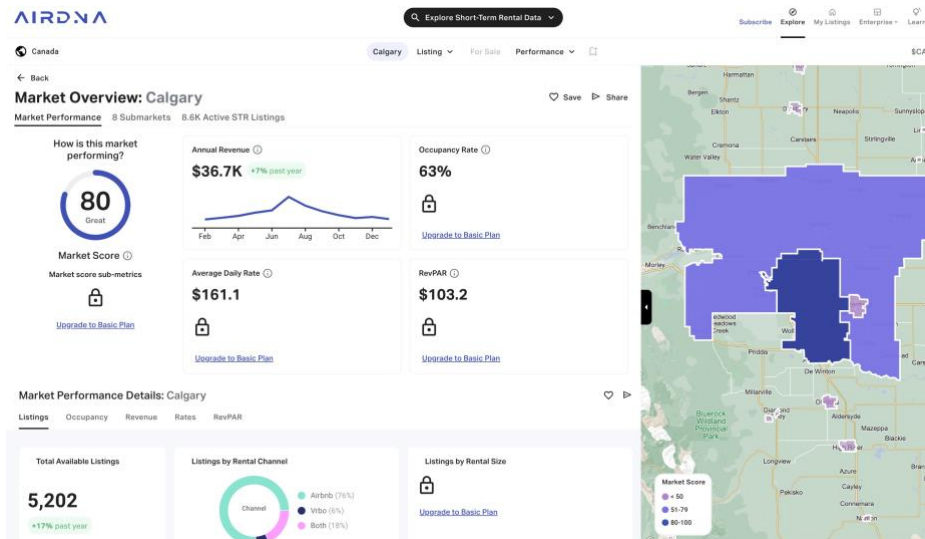 AIRDNA
Explore Short-Term Rental Data
Subscribe Explore My Listings Enterprise Learn
Canada
Calgary Listing For Sale Performance
$CA
Back
Market Overview: Calgary
Save Share
Market Performance 8 Submarkets 8.6K Active STR Listings
How is this market
performing?
80
Great
Market Score
Market score sub-metrics
Upgrade to Basic Plan
Annual Revenue
$36.7K +7% past year
Feb Apr Jun Aug Oct Dec
Occupancy Rate
63%
Upgrade to Basic Plan
Average Daily Rate
$161.1
Upgrade to Basic Plan
RevPAR
$103.2
Upgrade to Basic Plan
Market Performance Details: Calgary
Listings Occupancy Revenue Rates RevPAR
Total Available Listings
5,202
+17% past year
Listings by Rental Channel
Channel
Airbnb (76%)
Vrbo (6%)
Both (18%)
Listings by Rental Size
Upgrade to Basic Plan
Harmattan
Bergen
Shantz
Elkton
Neapolis
Sunnyslop
Cremona
Carstairs
Stirlingville
Water Valley
Benchlan
Morley
Priddis
De Winton
Millarville
Bluerock
Wildland
Provincial
Park
Aldersyde
Mazeppa
Blackie
Longview
Azure
Cayley
Pekisko
Connemara
Market Score
< 50
51-79
80-100